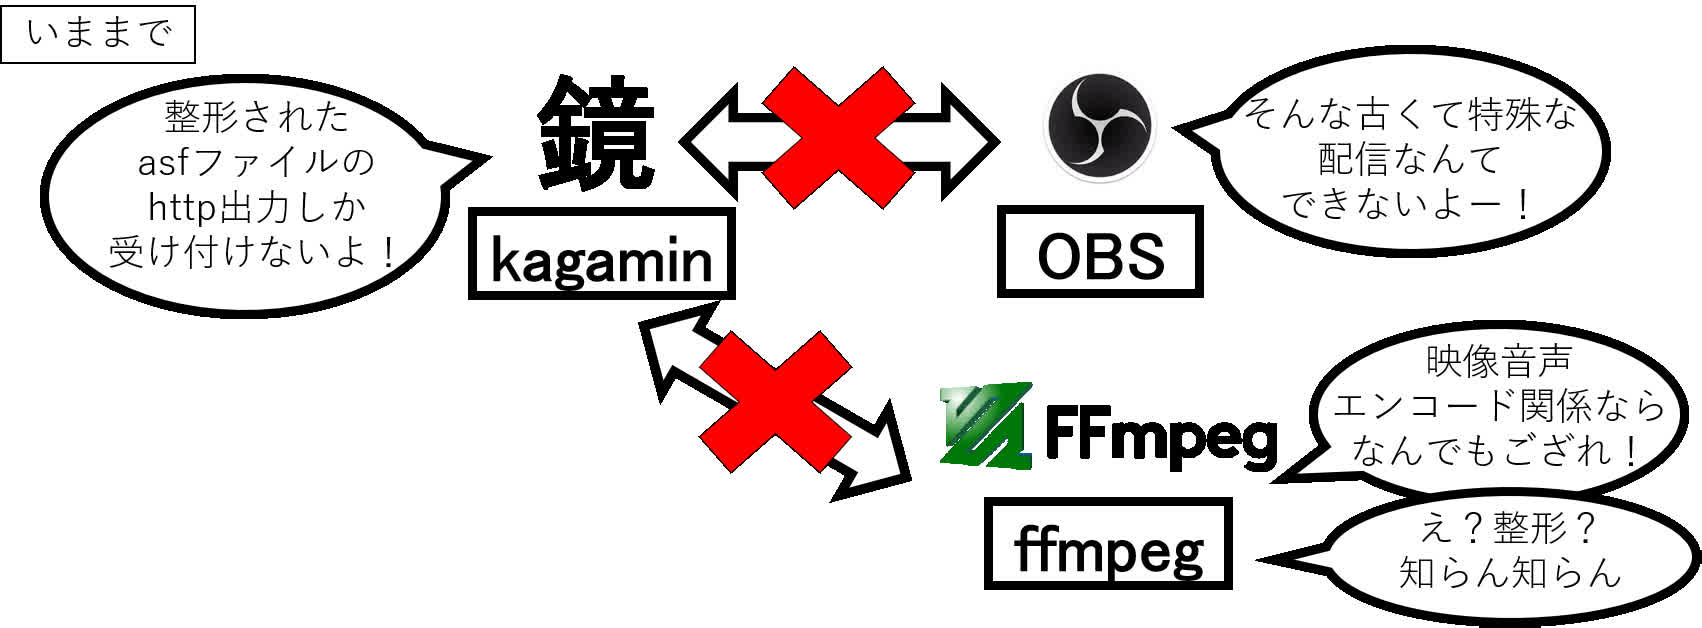 いままで
整形された
asfファイルの
http出力しか
受け付けないよ！
鏡
kagamin
OBS
そんな古くて特殊な
配信なんて
できないよー！
FFmpeg
ffmpeg
映像音声
エンコード関係なら
なんでもござれ！
え？整形？
知らん知らん